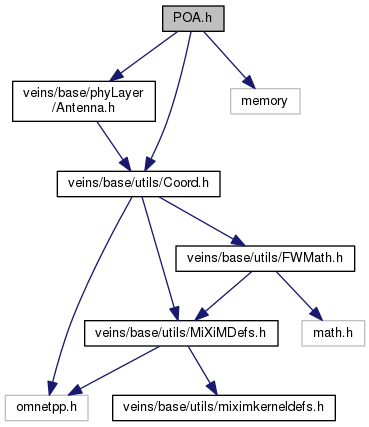 POA.h
veins/base/phyLayer
/Antenna.h
memory
veins/base/utils/Coord.h
veins/base/utils/FWMath.h
veins/base/utils/MiXiMDefs.h
math.h
omnetpp.h
veins/base/utils/miximkerneldefs.h